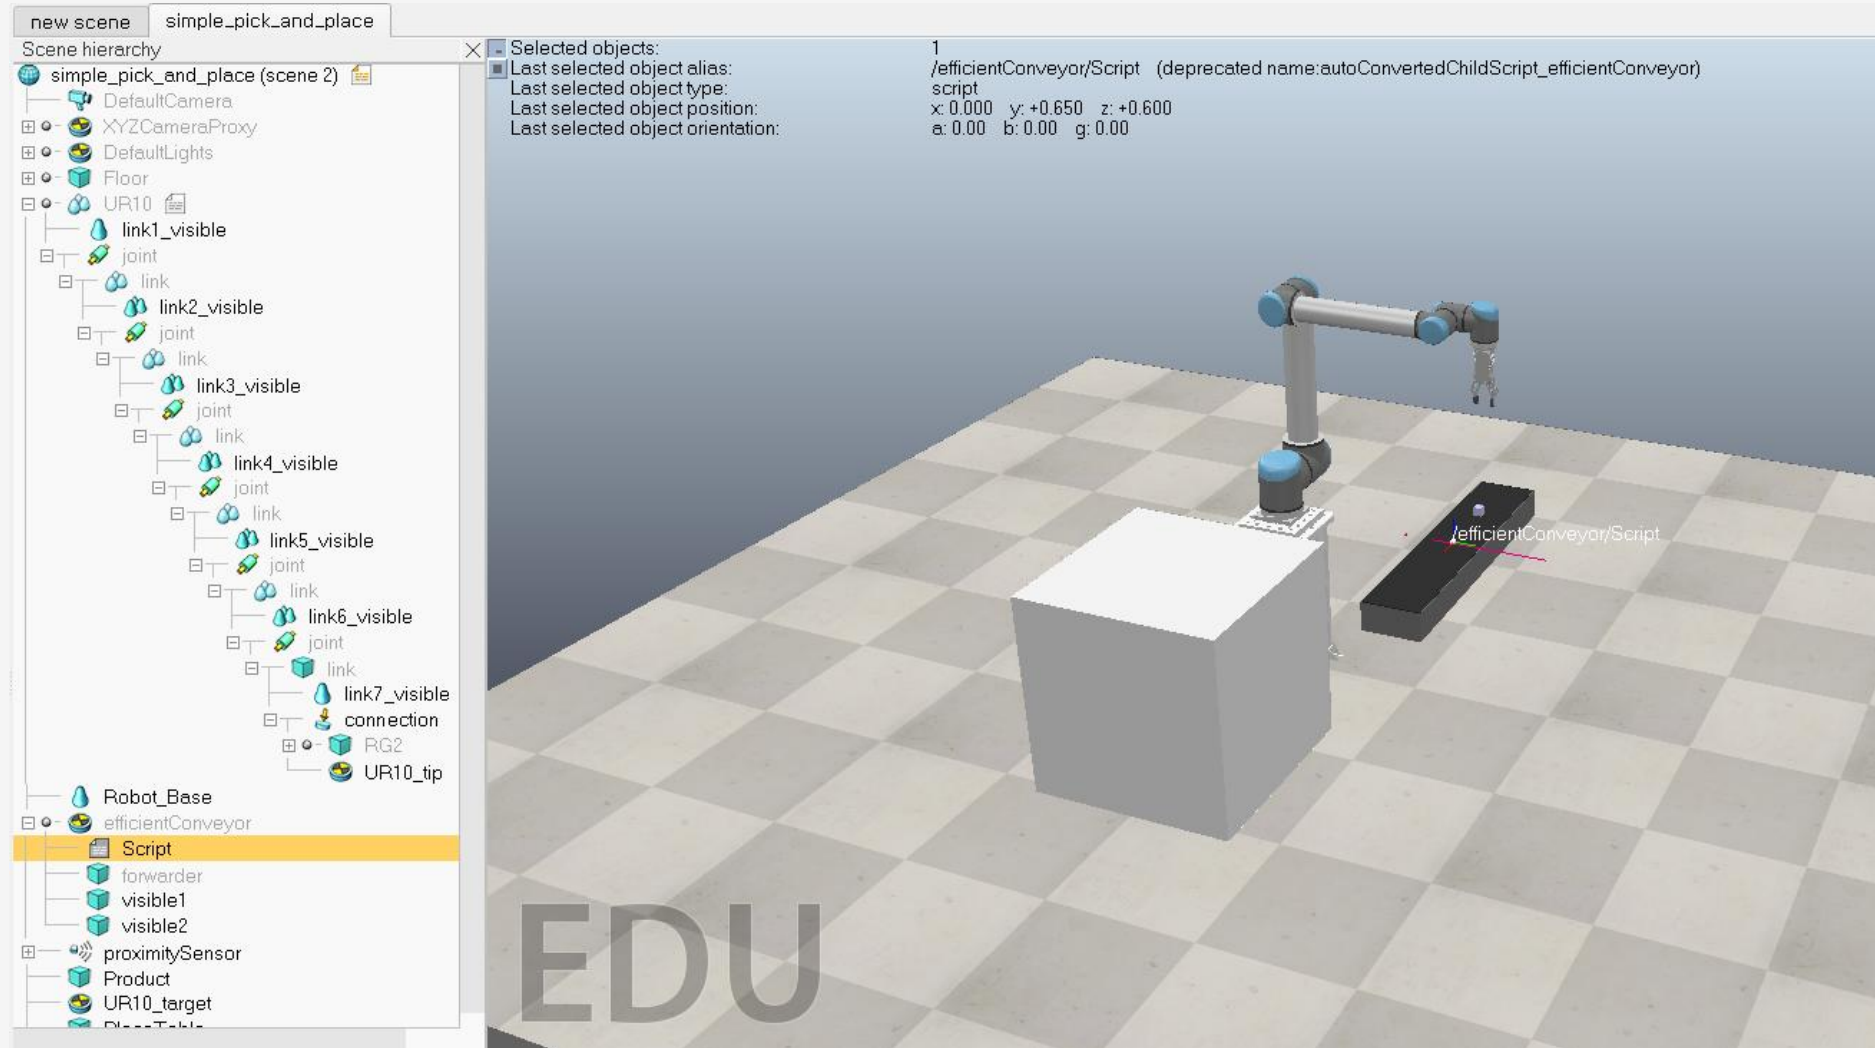 new scene
simple_pick_and_place
Scene hierarchy
simple_pick_and_place (scene 2)
DefaultCamera
XYZCameraProxy
DefaultLights
Floor
UR10
link1_visible
joint
link
link2_visible
joint
link
link3_visible
joint
link
link4_visible
joint
link
link5_visible
joint
link
link6_visible
joint
link
link7_visible
connection
RG2
UR10_tip
Robot_Base
efficientConveyor
Script
forwarder
visible1
visible2
proximitySensor
Product
UR10_target
PlaceTable
Selected objects: 1
Last selected object alias: /efficientConveyor/Script (deprecated name:autoConvertedChildScript_efficientConveyor)
Last selected object type: script
Last selected object position: x: 0.000 y: +0.650 z: +0.600
Last selected object orientation: a: 0.00 b: 0.00 g: 0.00
/efficientConveyor/Script
EDU